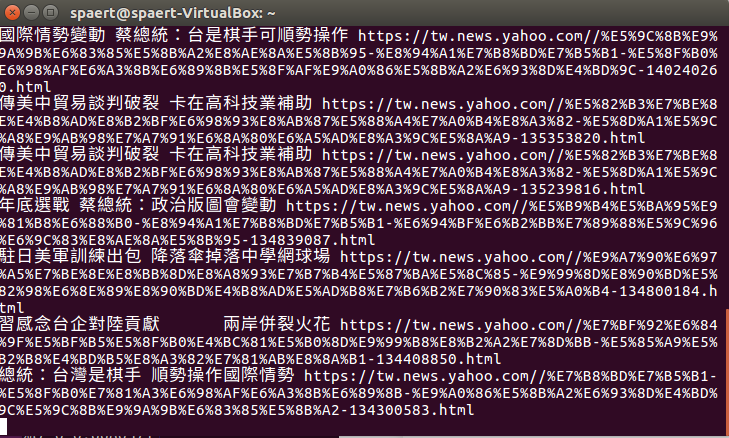 spaert@spaert-VirtualBox: ~
國際情勢變動 蔡總統：台是棋手可順勢操作 https://tw.news.yahoo.com//%E5%9C%8B%E9%
9A%9B%E6%83%85%E5%8B%A2%E8%AE%8A%E5%8B%95-%E8%94%A1%E7%B8%BD%E7%B5%B1-%E5%8F%B0%
E6%98%AF%E6%A3%8B%E6%89%8B%E5%8F%AF%E9%A0%86%E5%8B%A2%E6%93%8D%E4%BD%9C-14024026
0.html
傳美中貿易談判破裂 卡在高科技業補助 https://tw.news.yahoo.com//%E5%82%B3%E7%BE%8
E%E4%B8%AD%E8%B2%BF%E6%98%93%E8%AB%87%E5%88%A4%E7%A0%B4%E8%A3%82-%E5%8D%A1%E5%9C
%A8%E9%AB%98%E7%A7%91%E6%8A%80%E6%A5%AD%E8%A3%9C%E5%8A%A9-135353820.html
傳美中貿易談判破裂 卡在高科技業補助 https://tw.news.yahoo.com//%E5%82%B3%E7%BE%8
E%E4%B8%AD%E8%B2%BF%E6%98%93%E8%AB%87%E5%88%A4%E7%A0%B4%E8%A3%82-%E5%8D%A1%E5%9C
%A8%E9%AB%98%E7%A7%91%E6%8A%80%E6%A5%AD%E8%A3%9C%E5%8A%A9-135239816.html
年底選戰 蔡總統：政治版圖會變動 https://tw.news.yahoo.com//%E5%B9%B4%E5%BA%95%E9
%81%B8%E6%88%B0-%E8%94%A1%E7%B8%BD%E7%B5%B1-%E6%94%BF%E6%B2%BB%E7%89%88%E5%9C%96
%E6%9C%83%E8%AE%8A%E5%8B%95-134839087.html
駐日美軍訓練出包 降落傘掉落中學網球場 https://tw.news.yahoo.com//%E9%A7%90%E6%97
%A5%E7%BE%8E%E8%BB%8D%E8%A8%93%E7%B7%B4%E5%87%BA%E5%8C%85-%E9%99%8D%E8%90%BD%E5%
82%98%E6%8E%89%E8%90%BD%E4%B8%AD%E5%AD%B8%E7%B6%B2%E7%90%83%E5%A0%B4-134800184.h
tml
習感念台企對陸貢獻 兩岸併裂火花 https://tw.news.yahoo.com//%E7%BF%92%E6%84
%9F%E5%BF%B5%E5%8F%B0%E4%BC%81%E5%B0%8D%E9%99%B8%E8%B2%A2%E7%8D%BB-%E5%85%A9%E5%
B2%B8%E4%BD%B5%E8%A3%82%E7%81%AB%E8%8A%B1-134408850.html
總統：台灣是棋手 順勢操作國際情勢 https://tw.news.yahoo.com//%E7%B8%BD%E7%B5%B1-
%E5%8F%B0%E7%81%A3%E6%98%AF%E6%A3%8B%E6%89%8B-%E9%A0%86%E5%8B%A2%E6%93%8D%E4%BD%
9C%E5%9C%8B%E9%9A%9B%E6%83%85%E5%8B%A2-134300583.html